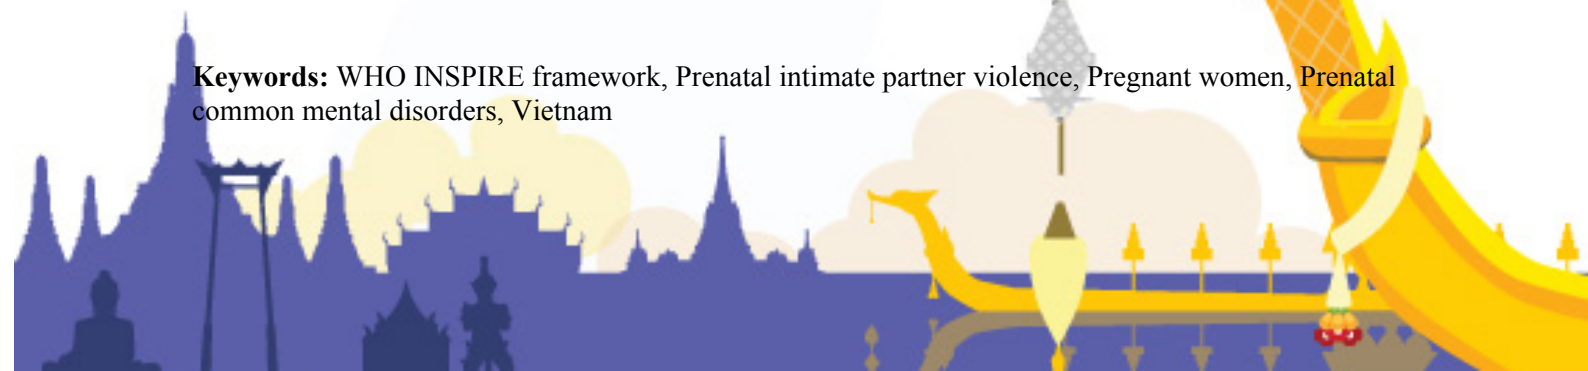 Keywords: WHO INSPIRE framework, Prenatal intimate partner violence, Pregnant women, Prenatal
common mental disorders, Vietnam